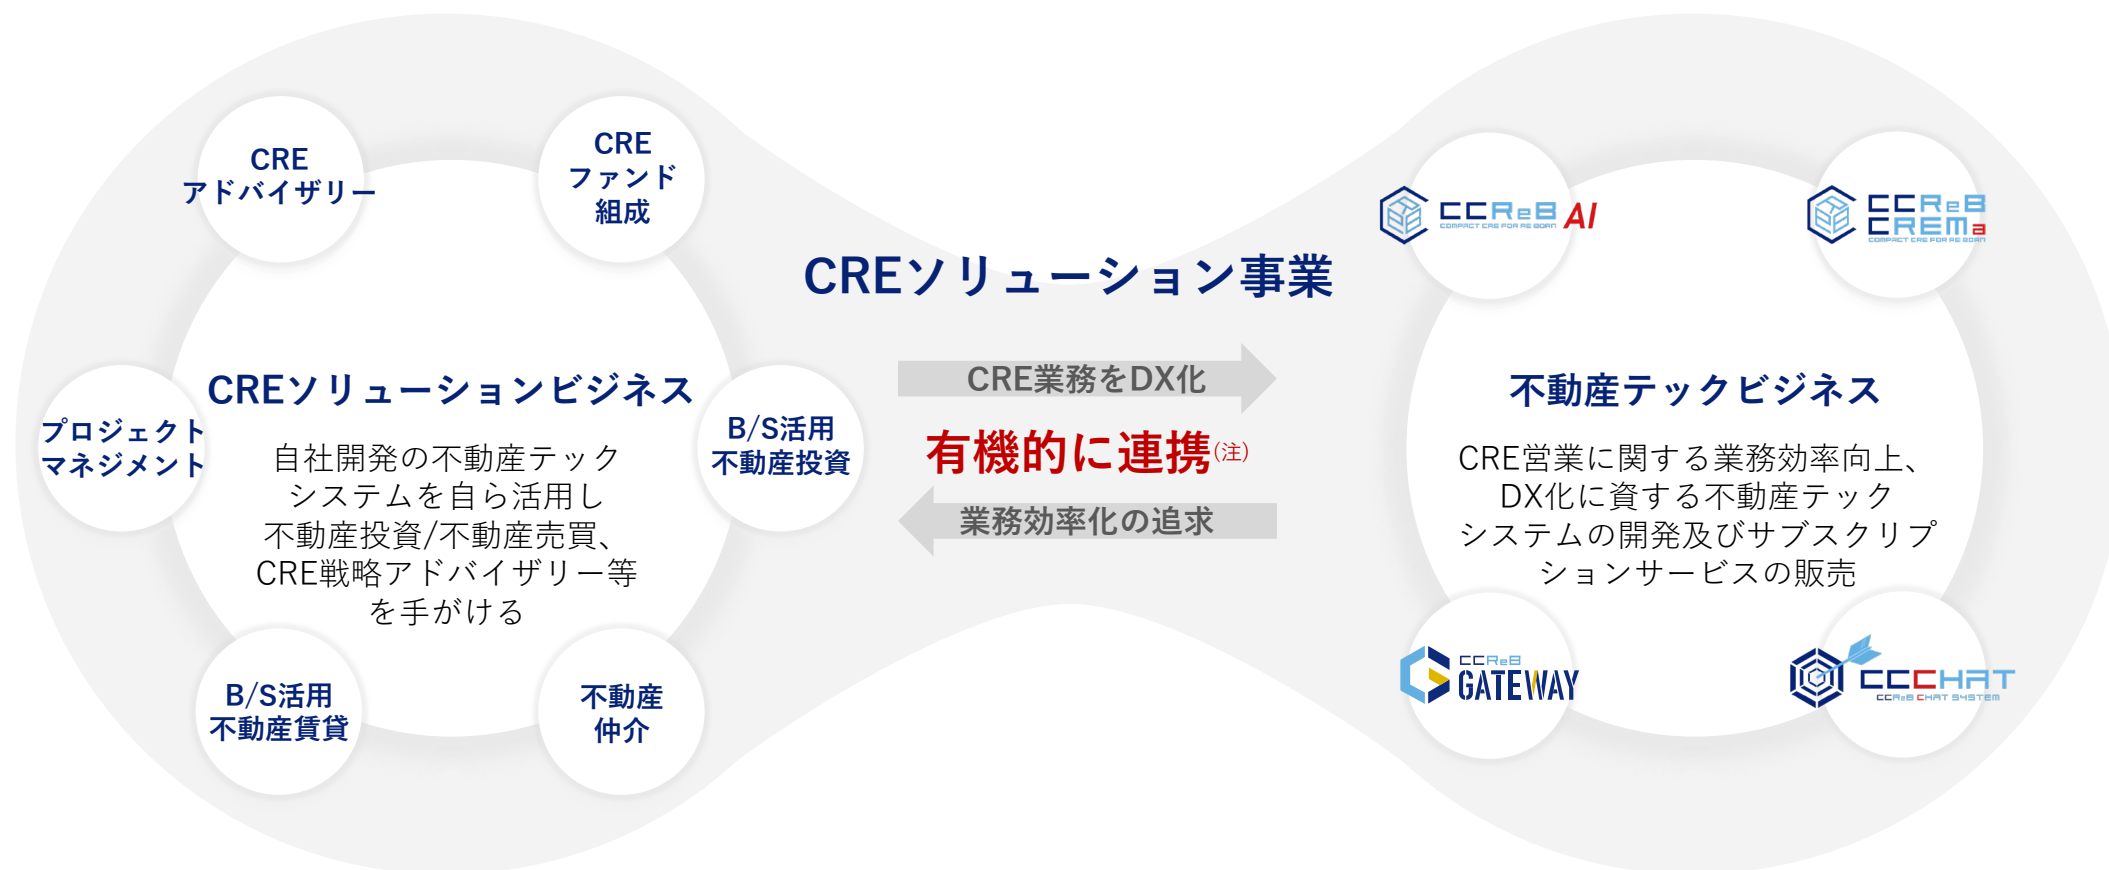 CREソリューション事業
CRE
アドバイザリー
CRE
ファンド
組成
プロジェクト
マネジメント
B/S活用
不動産投資
B/S活用
不動産賃貸
不動産
仲介
CREソリューションビジネス
自社開発の不動産テック
システムを自ら活用し
不動産投資/不動産売買、
CRE戦略アドバイザリー等
を手がける
CRE業務をDX化
有機的に連携(注)
業務効率化の追求
CCReB AI
COMPACT CRE FOR RE BORN
CCReB
CREMa
COMPACT CRE FOR RE BORN
不動産テックビジネス
CRE営業に関する業務効率向上、
DX化に資する不動産テック
システムの開発及びサブスクリプ
ションサービスの販売
CCReB
GATEWAY
CCCHAT
CCReB CHAT SYSTEM